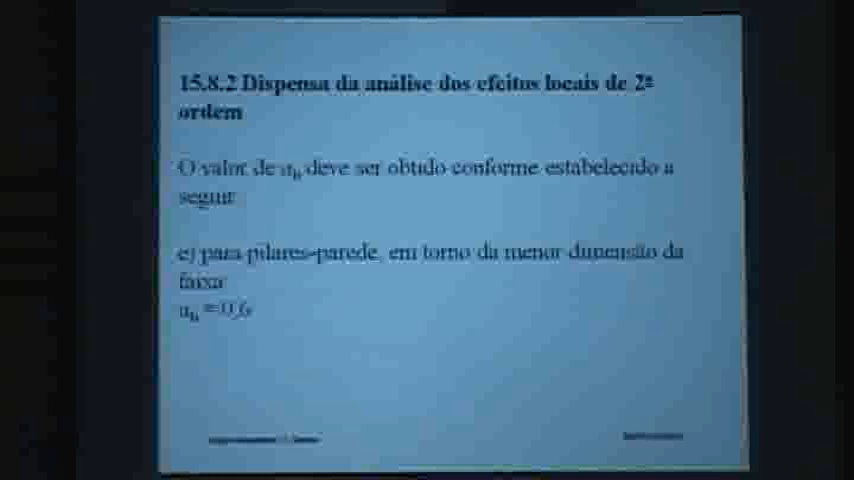 15.8.2 Dispensa da análise dos efeitos locais de 2ª
ordem
O valor de αb deve ser obtido conforme estabelecido a
seguir
e) para pilares-parede, em torno da menor dimensão da
faixa
αb = 0,6